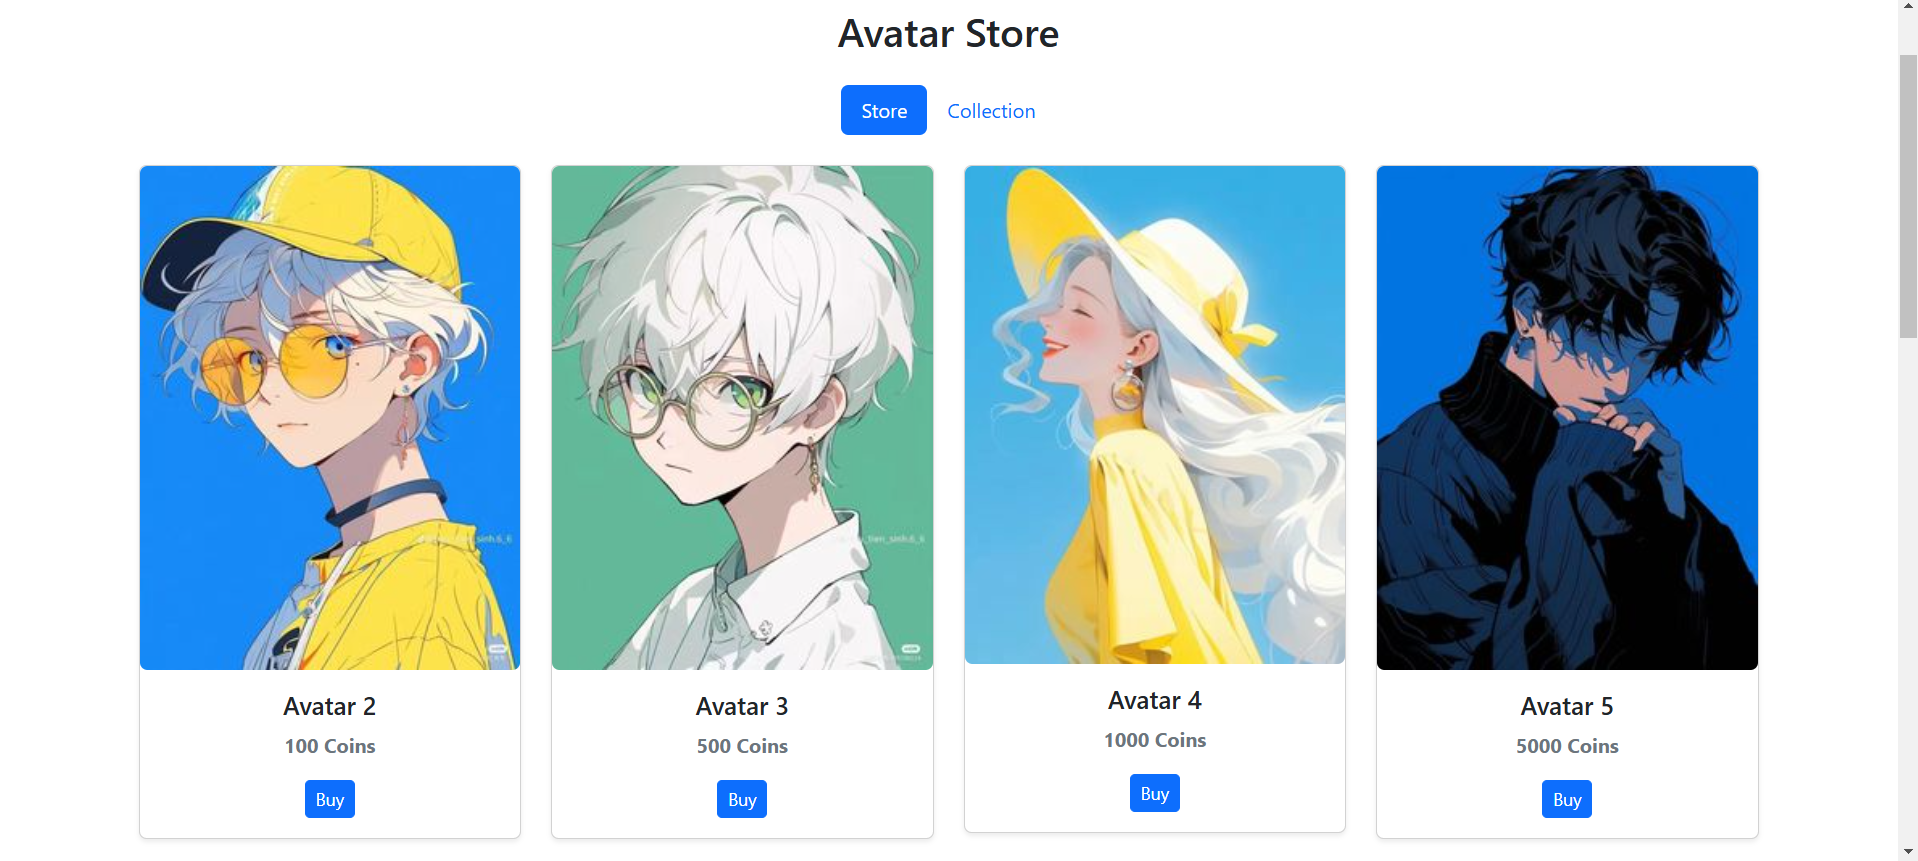 Avatar Store
Store
Collection
Avatar 2
100 Coins
Buy
Avatar 3
500 Coins
Buy
Avatar 4
1000 Coins
Buy
Avatar 5
5000 Coins
Buy